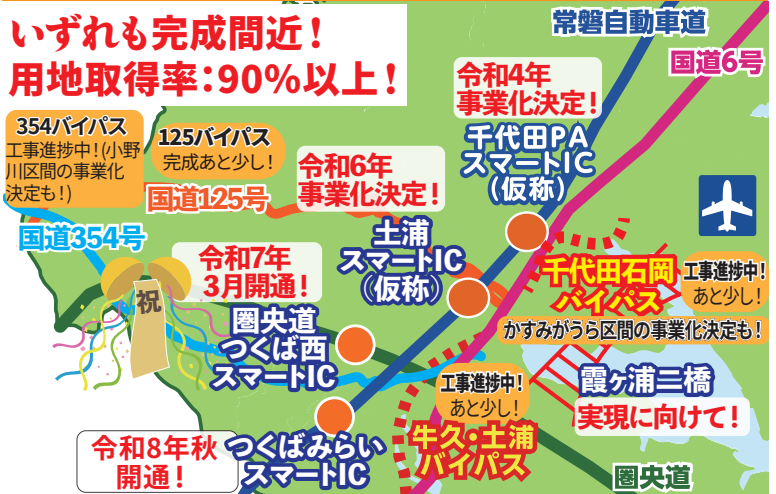 いずれも完成間近！
用地取得率：90％以上！
常磐自動車道
国道6号
令和4年
事業化決定！
千代田PA
スマートIC
（仮称）
354バイパス
工事進捗中！（小野
川区間の事業化
決定も！）
125バイパス
完成あと少し！
国道125号
令和6年
事業化決定！
国道354号
土浦
スマートIC
（仮称）
令和7年
3月開通！
祝
圏央道
つくば西
スマートIC
千代田石岡
バイパス
工事進捗中！
あと少し！
かすみがうら区間の事業化決定も！
霞ヶ浦二橋
実現に向けて！
工事進捗中！
あと少し！
牛久・土浦
バイパス
令和8年秋
開通！
つくばみらい
スマートIC
圏央道